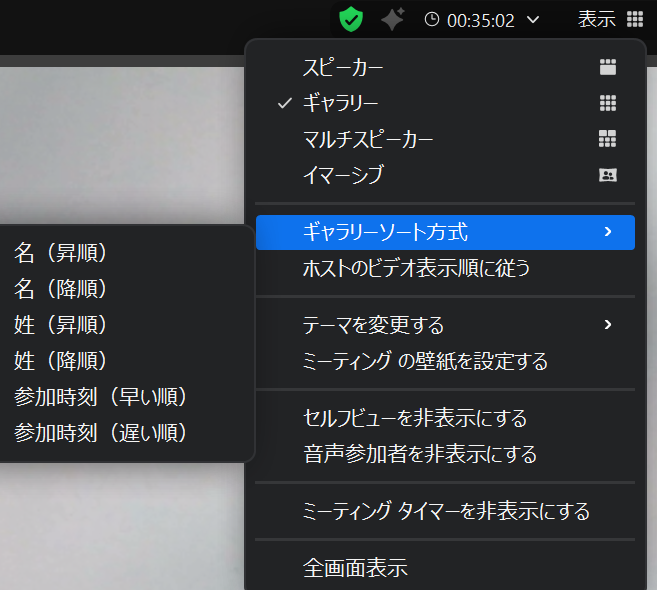 00:35:02 表示
スピーカー
ギャラリー
マルチスピーカー
イマーシブ
ギャラリーソート方式
ホストのビデオ表示順に従う
テーマを変更する
ミーティング の壁紙を設定する
セルフビューを非表示にする
音声参加者を非表示にする
ミーティング タイマーを非表示にする
全画面表示
名（昇順）
名（降順）
姓（昇順）
姓（降順）
参加時刻（早い順）
参加時刻（遅い順）